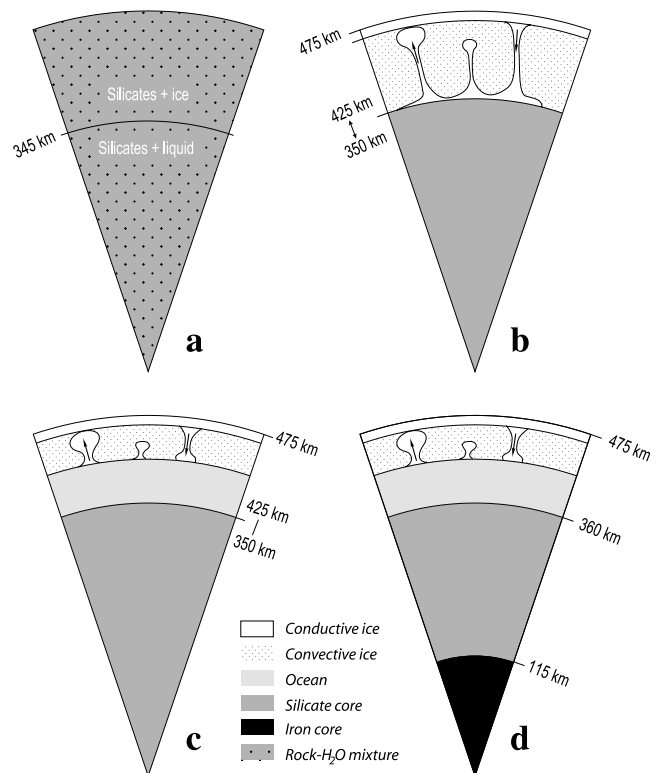 Silicates + ice
345 km
Silicates + liquid
a
475 km
425 km
350 km
b
475 km
425 km
350 km
c
475 km
360 km
115 km
d
Conductive ice
Convective ice
Ocean
Silicate core
Iron core
Rock-H₂O mixture